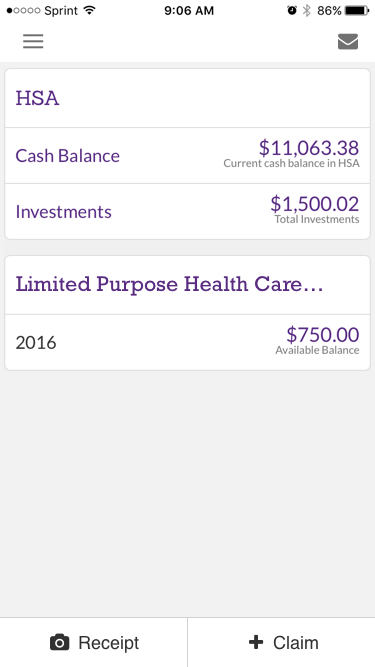 Sprint 9:06 AM 86%
HSA
Cash Balance $11,063.38
Current cash balance in HSA
Investments $1,500.02
Total Investments
Limited Purpose Health Care...
2016 $750.00
Available Balance
Receipt Claim